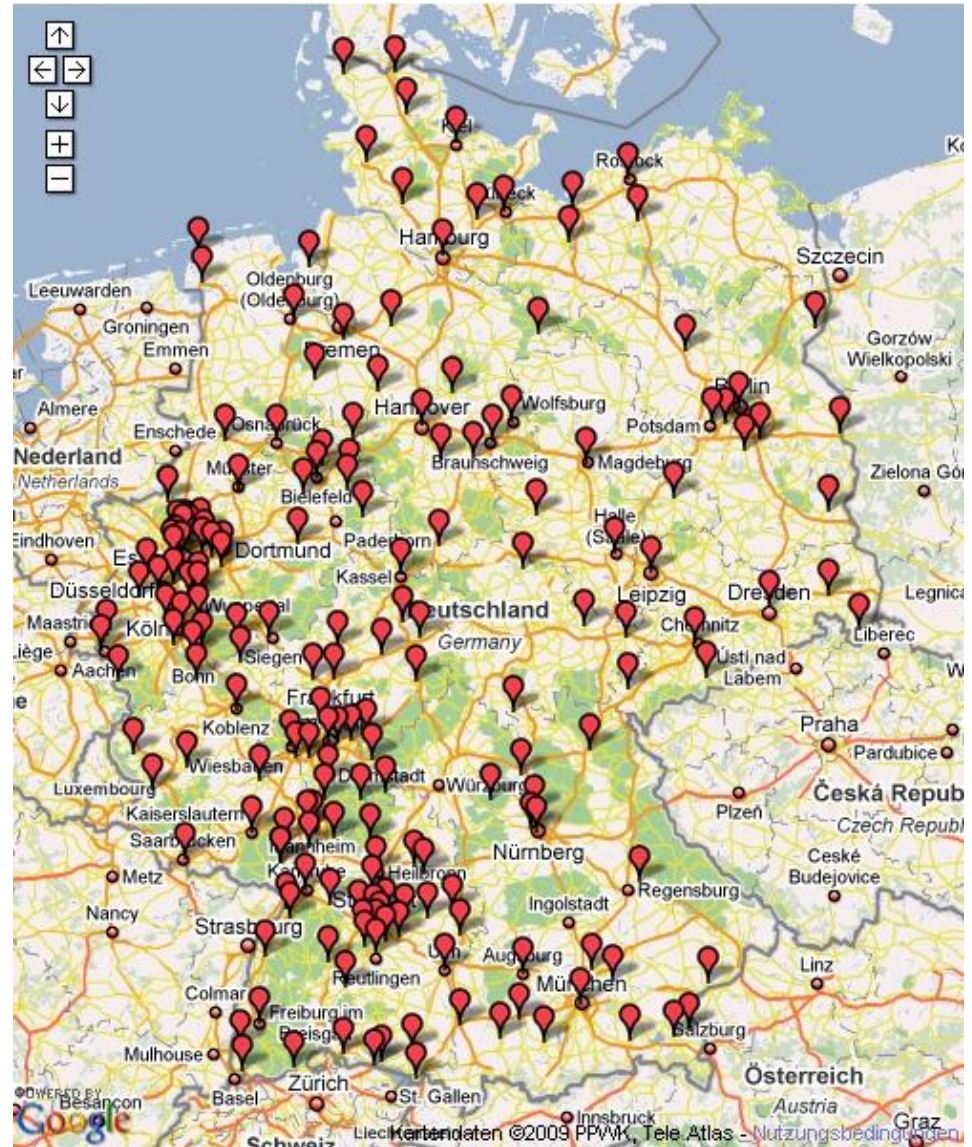 Kiel
Rostock
Lübeck
Hamburg
Szczecin
Leeuwarden
Groningen
Oldenburg
(Oldenburg)
Emmen
Bremen
Gorzów
Wielkopolski
Berlin
Almere
Enschede
Osnabrück
Hannover
Wolfsburg
Potsdam
Nederland
Netherlands
Münster
Bielefeld
Braunschweig
Magdeburg
Zielona Gór
Eindhoven
Es
Dortmund
Paderborn
Halle
(Saale)
Düsseldorf
Wuppertal
Kassel
Leipzig
Dresden
Legnica
Maastri
Köln
Deutschland
Germany
Chemnitz
Liège
Aachen
Bonn
Siegen
Liberec
Ústí nad
Labem
Koblenz
Frankfurt
Praha
Pardubice
Wiesbaden
Darmstadt
Würzburg
Luxembourg
Plzeň
Česká Repub
Czech Republ
Kaiserslautern
Saarbrücken
Mannheim
Nürnberg
České
Budejovice
Metz
Karlsruhe
Heilbronn
Regensburg
Nancy
Strasbourg
St
Ingolstadt
Reutlingen
Ulm
Augsburg
Linz
Colmar
München
Freiburg im
Breisgau
Salzburg
Mulhouse
Basel
Zürich
St. Gallen
Österreich
Austria
POWERED BY
Google
Besançon
Innsbruck
Graz
Schweiz
Liech
Kartendaten ©2009 PPWK, Tele Atlas - Nutzungsbedingungen